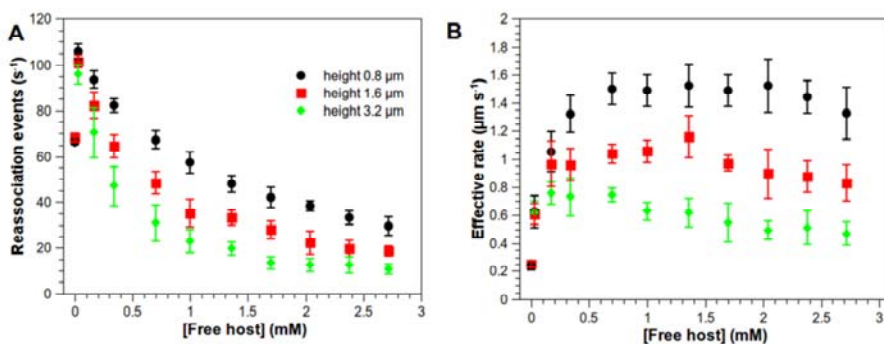 A
Reassociation events (s⁻¹)
120
100
80
60
40
20
0
height 0.8 µm
height 1.6 µm
height 3.2 µm
0 0.5 1 1.5 2 2.5 3
[Free host] (mM)
B
Effective rate (µm s⁻¹)
2
1.8
1.6
1.4
1.2
1
0.8
0.6
0.4
0.2
0
0 0.5 1 1.5 2 2.5 3
[Free host] (mM)